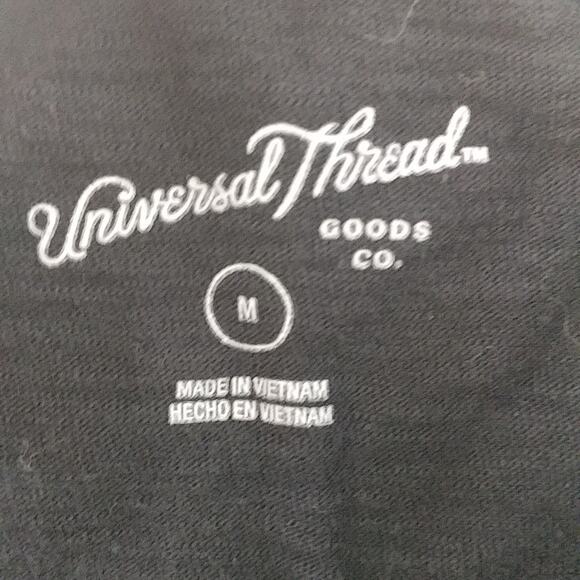 Universal Thread™
GOODS
CO.
M
MADE IN VIETNAM
HECHO EN VIETNAM